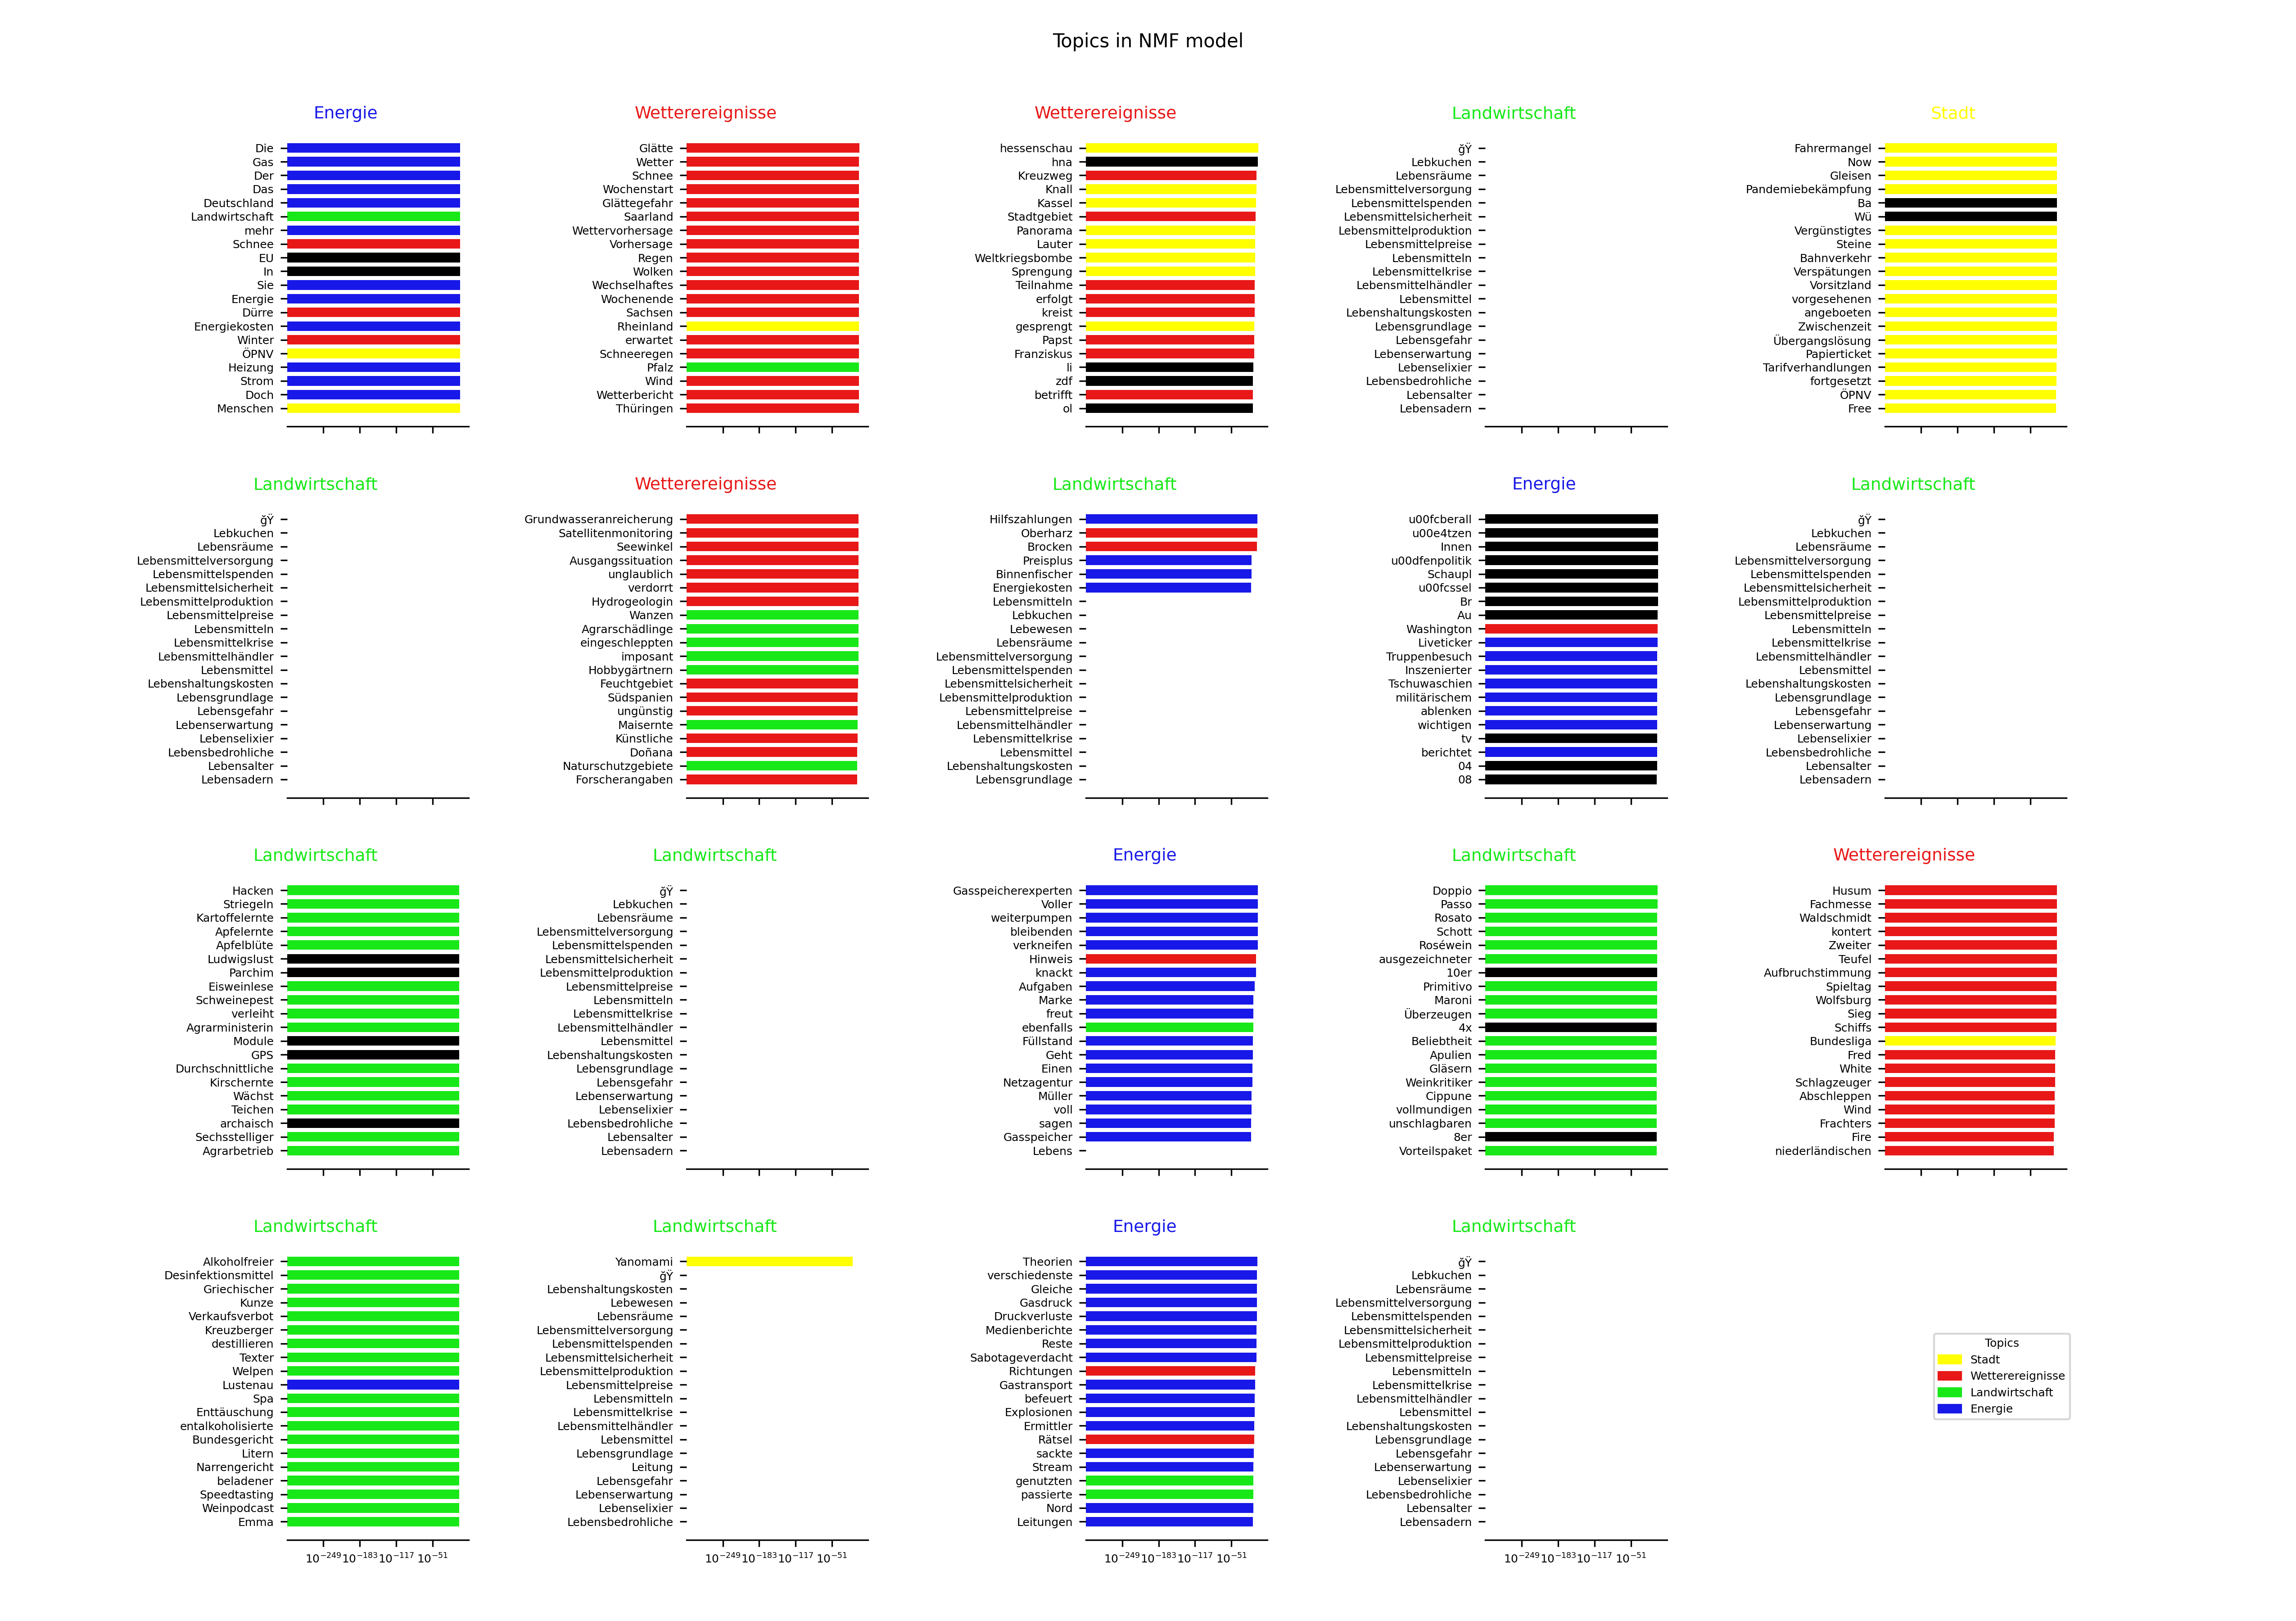 Topics in NMF model
Energie
Die
Gas
Der
Das
Deutschland
Landwirtschaft
mehr
Schnee
EU
In
Sie
Energie
Dürre
Energiekosten
Winter
ÖPNV
Heizung
Strom
Doch
Menschen
Wetterereignisse
Glätte
Wetter
Schnee
Wochenstart
Glättegefahr
Saarland
Wettervorhersage
Vorhersage
Regen
Wolken
Wechselhaftes
Wochenende
Sachsen
Rheinland
erwartet
Schneeregen
Pfalz
Wind
Wetterbericht
Thüringen
Wetterereignisse
hessenschau
hna
Kreuzweg
Knall
Kassel
Stadtgebiet
Panorama
Lauter
Weltkriegsbombe
Sprengung
Teilnahme
erfolgt
kreist
gesprengt
Papst
Franziskus
li
zdf
betrifft
ol
Landwirtschaft
ğŸ
Lebkuchen
Lebensräume
Lebensmittelversorgung
Lebensmittelspenden
Lebensmittelsicherheit
Lebensmittelproduktion
Lebensmittelpreise
Lebensmitteln
Lebensmittelkrise
Lebensmittelhändler
Lebensmittel
Lebenshaltungskosten
Lebensgrundlage
Lebensgefahr
Lebenserwartung
Lebenselixier
Lebensbedrohliche
Lebensalter
Lebensadern
Stadt
Fahrermangel
Now
Gleisen
Pandemiebekämpfung
Ba
Wü
Vergünstigtes
Steine
Bahnverkehr
Verspätungen
Vorsitzland
vorgesehenen
angeboten
Zwischenzeit
Übergangslösung
Papierticket
Tarifverhandlungen
fortgesetzt
ÖPNV
Free
Landwirtschaft
ğŸ
Lebkuchen
Lebensräume
Lebensmittelversorgung
Lebensmittelspenden
Lebensmittelsicherheit
Lebensmittelproduktion
Lebensmittelpreise
Lebensmitteln
Lebensmittelkrise
Lebensmittelhändler
Lebensmittel
Lebenshaltungskosten
Lebensgrundlage
Lebensgefahr
Lebenserwartung
Lebenselixier
Lebensbedrohliche
Lebensalter
Lebensadern
Wetterereignisse
Grundwasseranreicherung
Satellitenmonitoring
Seewinkel
Ausgangssituation
unglaublich
verdorrt
Hydrogeologin
Wanzen
Agrarschädlinge
eingeschleppten
imposant
Hobbygärtnern
Feuchtgebiet
Südspanien
ungünstig
Maisernte
Künstliche
Doñana
Naturschutzgebiete
Forscherangaben
Landwirtschaft
Hilfszahlungen
Oberharz
Brocken
Preisplus
Binnenfischer
Energiekosten
Lebensmitteln
Lebkuchen
Lebewesen
Lebensräume
Lebensmittelversorgung
Lebensmittelspenden
Lebensmittelsicherheit
Lebensmittelproduktion
Lebensmittelpreise
Lebensmittelhändler
Lebensmittelkrise
Lebensmittel
Lebenshaltungskosten
Lebensgrundlage
Energie
u00fcberall
u00e4tzen
Innen
u00dfenpolitik
Schaupl
u00fcssel
Br
Au
Washington
Liveticker
Truppenbesuch
Inszenierter
Tschuwaschien
militärischem
ablenken
wichtigen
tv
berichtet
04
08
Landwirtschaft
ğŸ
Lebkuchen
Lebensräume
Lebensmittelversorgung
Lebensmittelspenden
Lebensmittelsicherheit
Lebensmittelproduktion
Lebensmittelpreise
Lebensmitteln
Lebensmittelkrise
Lebensmittelhändler
Lebensmittel
Lebenshaltungskosten
Lebensgrundlage
Lebensgefahr
Lebenserwartung
Lebenselixier
Lebensbedrohliche
Lebensalter
Lebensadern
Landwirtschaft
Hacken
Striegeln
Kartoffelernte
Apfelernte
Apfelblüte
Ludwigslust
Parchim
Eisweinlese
Schweinepest
verleiht
Agrarministerin
Module
GPS
Durchschnittliche
Kirschernte
Wächst
Teichen
archaisch
Sechsstelliger
Agrarbetrieb
Landwirtschaft
ğŸ
Lebkuchen
Lebensräume
Lebensmittelversorgung
Lebensmittelspenden
Lebensmittelsicherheit
Lebensmittelproduktion
Lebensmittelpreise
Lebensmitteln
Lebensmittelkrise
Lebensmittelhändler
Lebensmittel
Lebenshaltungskosten
Lebensgrundlage
Lebensgefahr
Lebenserwartung
Lebenselixier
Lebensbedrohliche
Lebensalter
Lebensadern
Energie
Gasspeicherexperten
Voller
weiterpumpen
bleibenden
verkneifen
Hinweis
knackt
Aufgaben
Marke
freut
ebenfalls
Füllstand
Geht
Einen
Netzagentur
Müller
voll
sagen
Gasspeicher
Lebens
Landwirtschaft
Doppio
Passo
Rosato
Schott
Roséwein
ausgezeichneter
10er
Primitivo
Maroni
Überzeugen
4x
Beliebtheit
Apulien
Gläsern
Weinkritiker
Cippune
vollmundigen
unschlagbaren
8er
Vorteilspaket
Wetterereignisse
Husum
Fachmesse
Waldschmidt
kontert
Zweiter
Teufel
Aufbruchstimmung
Spieltag
Wolfsburg
Sieg
Schiffs
Bundesliga
Fred
White
Schlagzeuger
Abschleppen
Wind
Frachters
Fire
niederländischen
Landwirtschaft
Alkoholfreier
Desinfektionsmittel
Griechischer
Kunze
Verkaufsverbot
Kreuzberger
destillieren
Texter
Welpen
Lustenau
Spa
Enttäuschung
entalkoholisierte
Bundesgericht
Litern
Narrengericht
beladener
Speedtasting
Weinpodcast
Emma
10⁻²⁴⁹ 10⁻¹⁸³ 10⁻¹¹⁷ 10⁻⁵¹
Landwirtschaft
Yanomami
ğŸ
Lebenshaltungskosten
Lebewesen
Lebensräume
Lebensmittelversorgung
Lebensmittelspenden
Lebensmittelsicherheit
Lebensmittelproduktion
Lebensmittelpreise
Lebensmitteln
Lebensmittelkrise
Lebensmittelhändler
Lebensmittel
Lebensgrundlage
Leitung
Lebensgefahr
Lebenserwartung
Lebenselixier
Lebensbedrohliche
10⁻²⁴⁹ 10⁻¹⁸³ 10⁻¹¹⁷ 10⁻⁵¹
Energie
Theorien
verschiedenste
Gleiche
Gasdruck
Druckverluste
Medienberichte
Reste
Sabotageverdacht
Richtungen
Gastransport
befeuert
Explosionen
Ermittler
Rätsel
sackte
Stream
genutzten
passierte
Nord
Leitungen
10⁻²⁴⁹ 10⁻¹⁸³ 10⁻¹¹⁷ 10⁻⁵¹
Landwirtschaft
ğŸ
Lebkuchen
Lebensräume
Lebensmittelversorgung
Lebensmittelspenden
Lebensmittelsicherheit
Lebensmittelproduktion
Lebensmittelpreise
Lebensmitteln
Lebensmittelkrise
Lebensmittelhändler
Lebensmittel
Lebenshaltungskosten
Lebensgrundlage
Lebensgefahr
Lebenserwartung
Lebenselixier
Lebensbedrohliche
Lebensalter
Lebensadern
10⁻²⁴⁹ 10⁻¹⁸³ 10⁻¹¹⁷ 10⁻⁵¹
Topics
Stadt
Wetterereignisse
Landwirtschaft
Energie